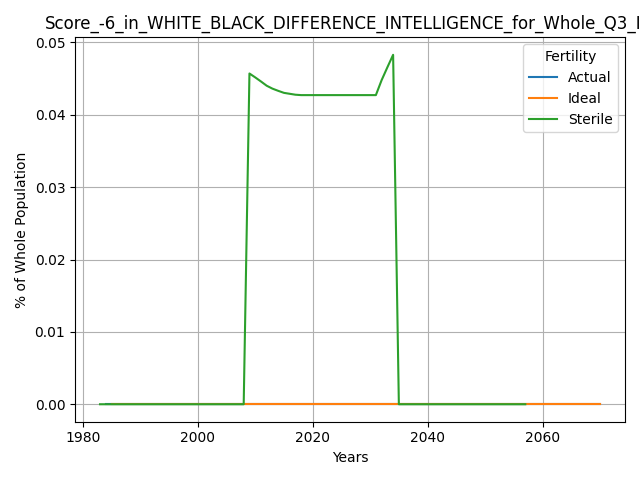 Score_-6_in_WHITE_BLACK_DIFFERENCE_INTELLIGENCE_for_Whole_Q3_
0.05
0.04
0.03
0.02
0.01
0.00
% of Whole Population
Fertility
Actual
Ideal
Sterile
1980 2000 2020 2040 2060
Years